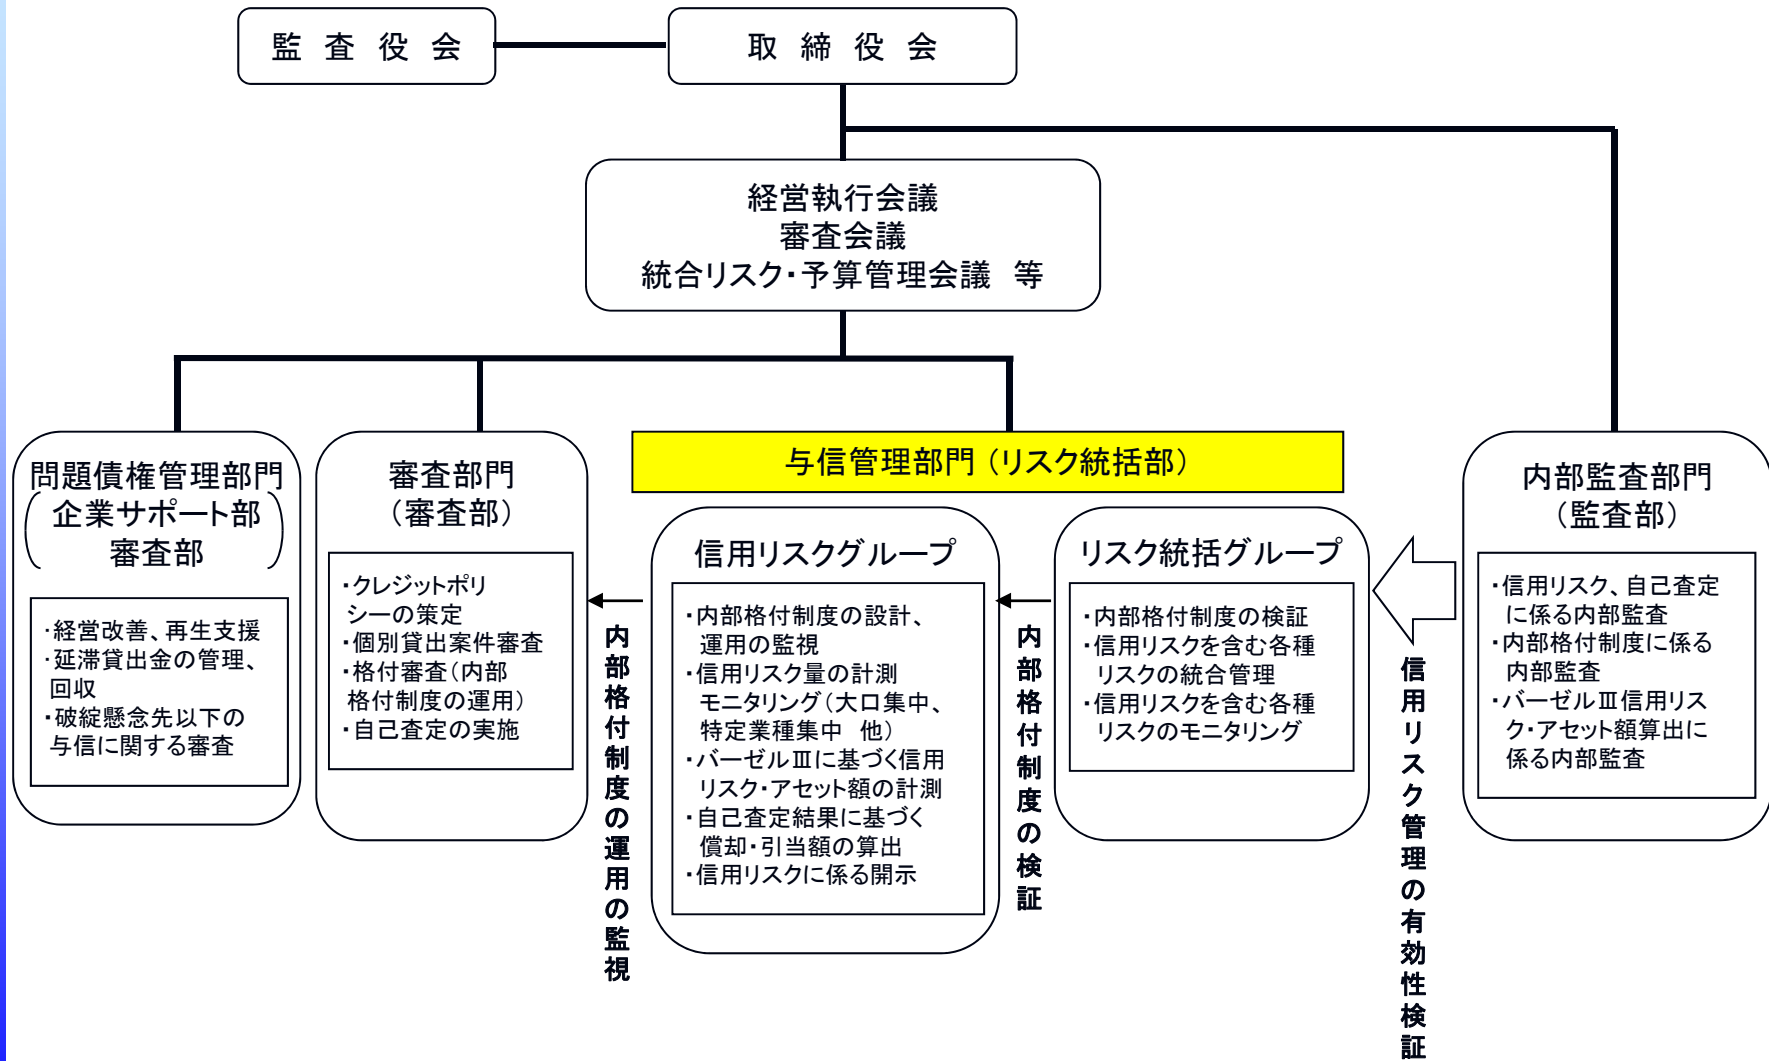 監 査 役 会
取 締 役 会
経営執行会議
審査会議
統合リスク・予算管理会議 等
問題債権管理部門
企業サポート部
審査部
・経営改善、再生支援
・延滞貸出金の管理、
回収
・破綻懸念先以下の
与信に関する審査
審査部門
（審査部）
・クレジットポリ
シーの策定
・個別貸出案件審査
・格付審査（内部
格付制度の運用）
・自己査定の実施
内部格付制度の運用の監視
与信管理部門（リスク統括部）
信用リスクグループ
・内部格付制度の設計、
運用の監視
・信用リスク量の計測
モニタリング（大口集中、
特定業種集中 他）
・バーゼルⅢに基づく信用
リスク・アセット額の計測
・自己査定結果に基づく
償却・引当額の算出
・信用リスクに係る開示
内部格付制度の検証
リスク統括グループ
・内部格付制度の検証
・信用リスクを含む各種
リスクの統合管理
・信用リスクを含む各種
リスクのモニタリング
信用リスク管理の有効性検証
内部監査部門
（監査部）
・信用リスク、自己査定
に係る内部監査
・内部格付制度に係る
内部監査
・バーゼルⅢ信用リス
ク・アセット額算出に
係る内部監査